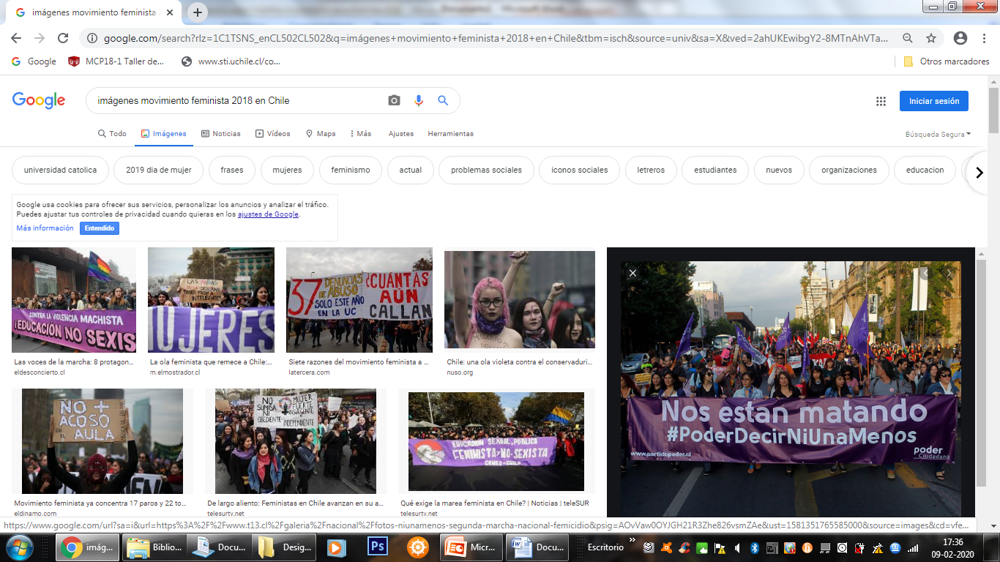 imágenes movimiento feminista
google.com/search?rlz=1C1TSNS_enCL502CL502&q=imágenes+movimiento+feminista+2018+en+Chile&tbm=isch&source=univ&sa=X&ved=2ahUKEwibgY2-8MTnAhVTa...
Google
MCP18-1 Taller de...
www.sti.uchile.cl/co...
Otros marcadores
Google
imágenes movimiento feminista 2018 en Chile
Iniciar sesión
Todo
Imágenes
Noticias
Vídeos
Maps
Más
Ajustes
Herramientas
Búsqueda Segura
universidad catolica
2019 dia de mujer
frases
mujeres
feminismo
actual
problemas sociales
iconos sociales
letreros
estudiantes
nuevos
organizaciones
educacion
Google usa cookies para ofrecer sus servicios, personalizar los anuncios y analizar el tráfico.
Puedes ajustar tus controles de privacidad cuando quieras en los ajustes de Google.
Más información
Entendido
CONTRA LA VIOLENCIA MACHISTA
¡EDUCACIÓN NO SEXIS
Las voces de la marcha: 8 protagon...
eldesconcierto.cl
LAS NIÑAS
TENER MIEDO A
UJERES
La ola feminista que remece a Chile:...
m.elmostrador.cl
37 DENUNCIAS
DE ABUSO
SOLO ESTE AÑO
EN LA UC
¿CUÁNTAS
AÚN
CALLAN
Siete razones del movimiento feminista a ...
latercera.com
Chile: una ola violeta contra el conservaduri...
nuso.org
NO +
ACOSO
EN EL
AULA
Movimiento feminista ya concentra 17 paros y 22 to...
eldinamo.com
NO
SUMISA
NI
OBEDIENTE
MUJER
FUERTE
INSURGENTE
E
INDEPENDIENTE
De largo aliento: Feministas en Chile avanzan en su a...
telesurtv.net
EDUCACION SEXUAL, PUBLICA
FEMINISTA Y NO-SEXISTA
CONES-CHILE
Qué exige la marea feminista en Chile? | Noticias | teleSUR
telesurtv.net
Nos estan matando
#PoderDecirNiUnaMenos
www.partidopoder.cl
poder
Ciudadano
https://www.google.com/url?sa=i&url=https%3A%2F%2Fwww.t13.cl%2Fgaleria%2Fnacional%2Ffotos-niunamenos-segunda-marcha-nacional-femicidio&psig=AOvVaw0OYJGH21R3Zhe826vsmZAe&ust=1581351765585000&source=images&cd=vfe...
imág...
Biblio...
Docu...
Desig...
Ps
Micr...
Docu...
Escritorio
17:36
09-02-2020